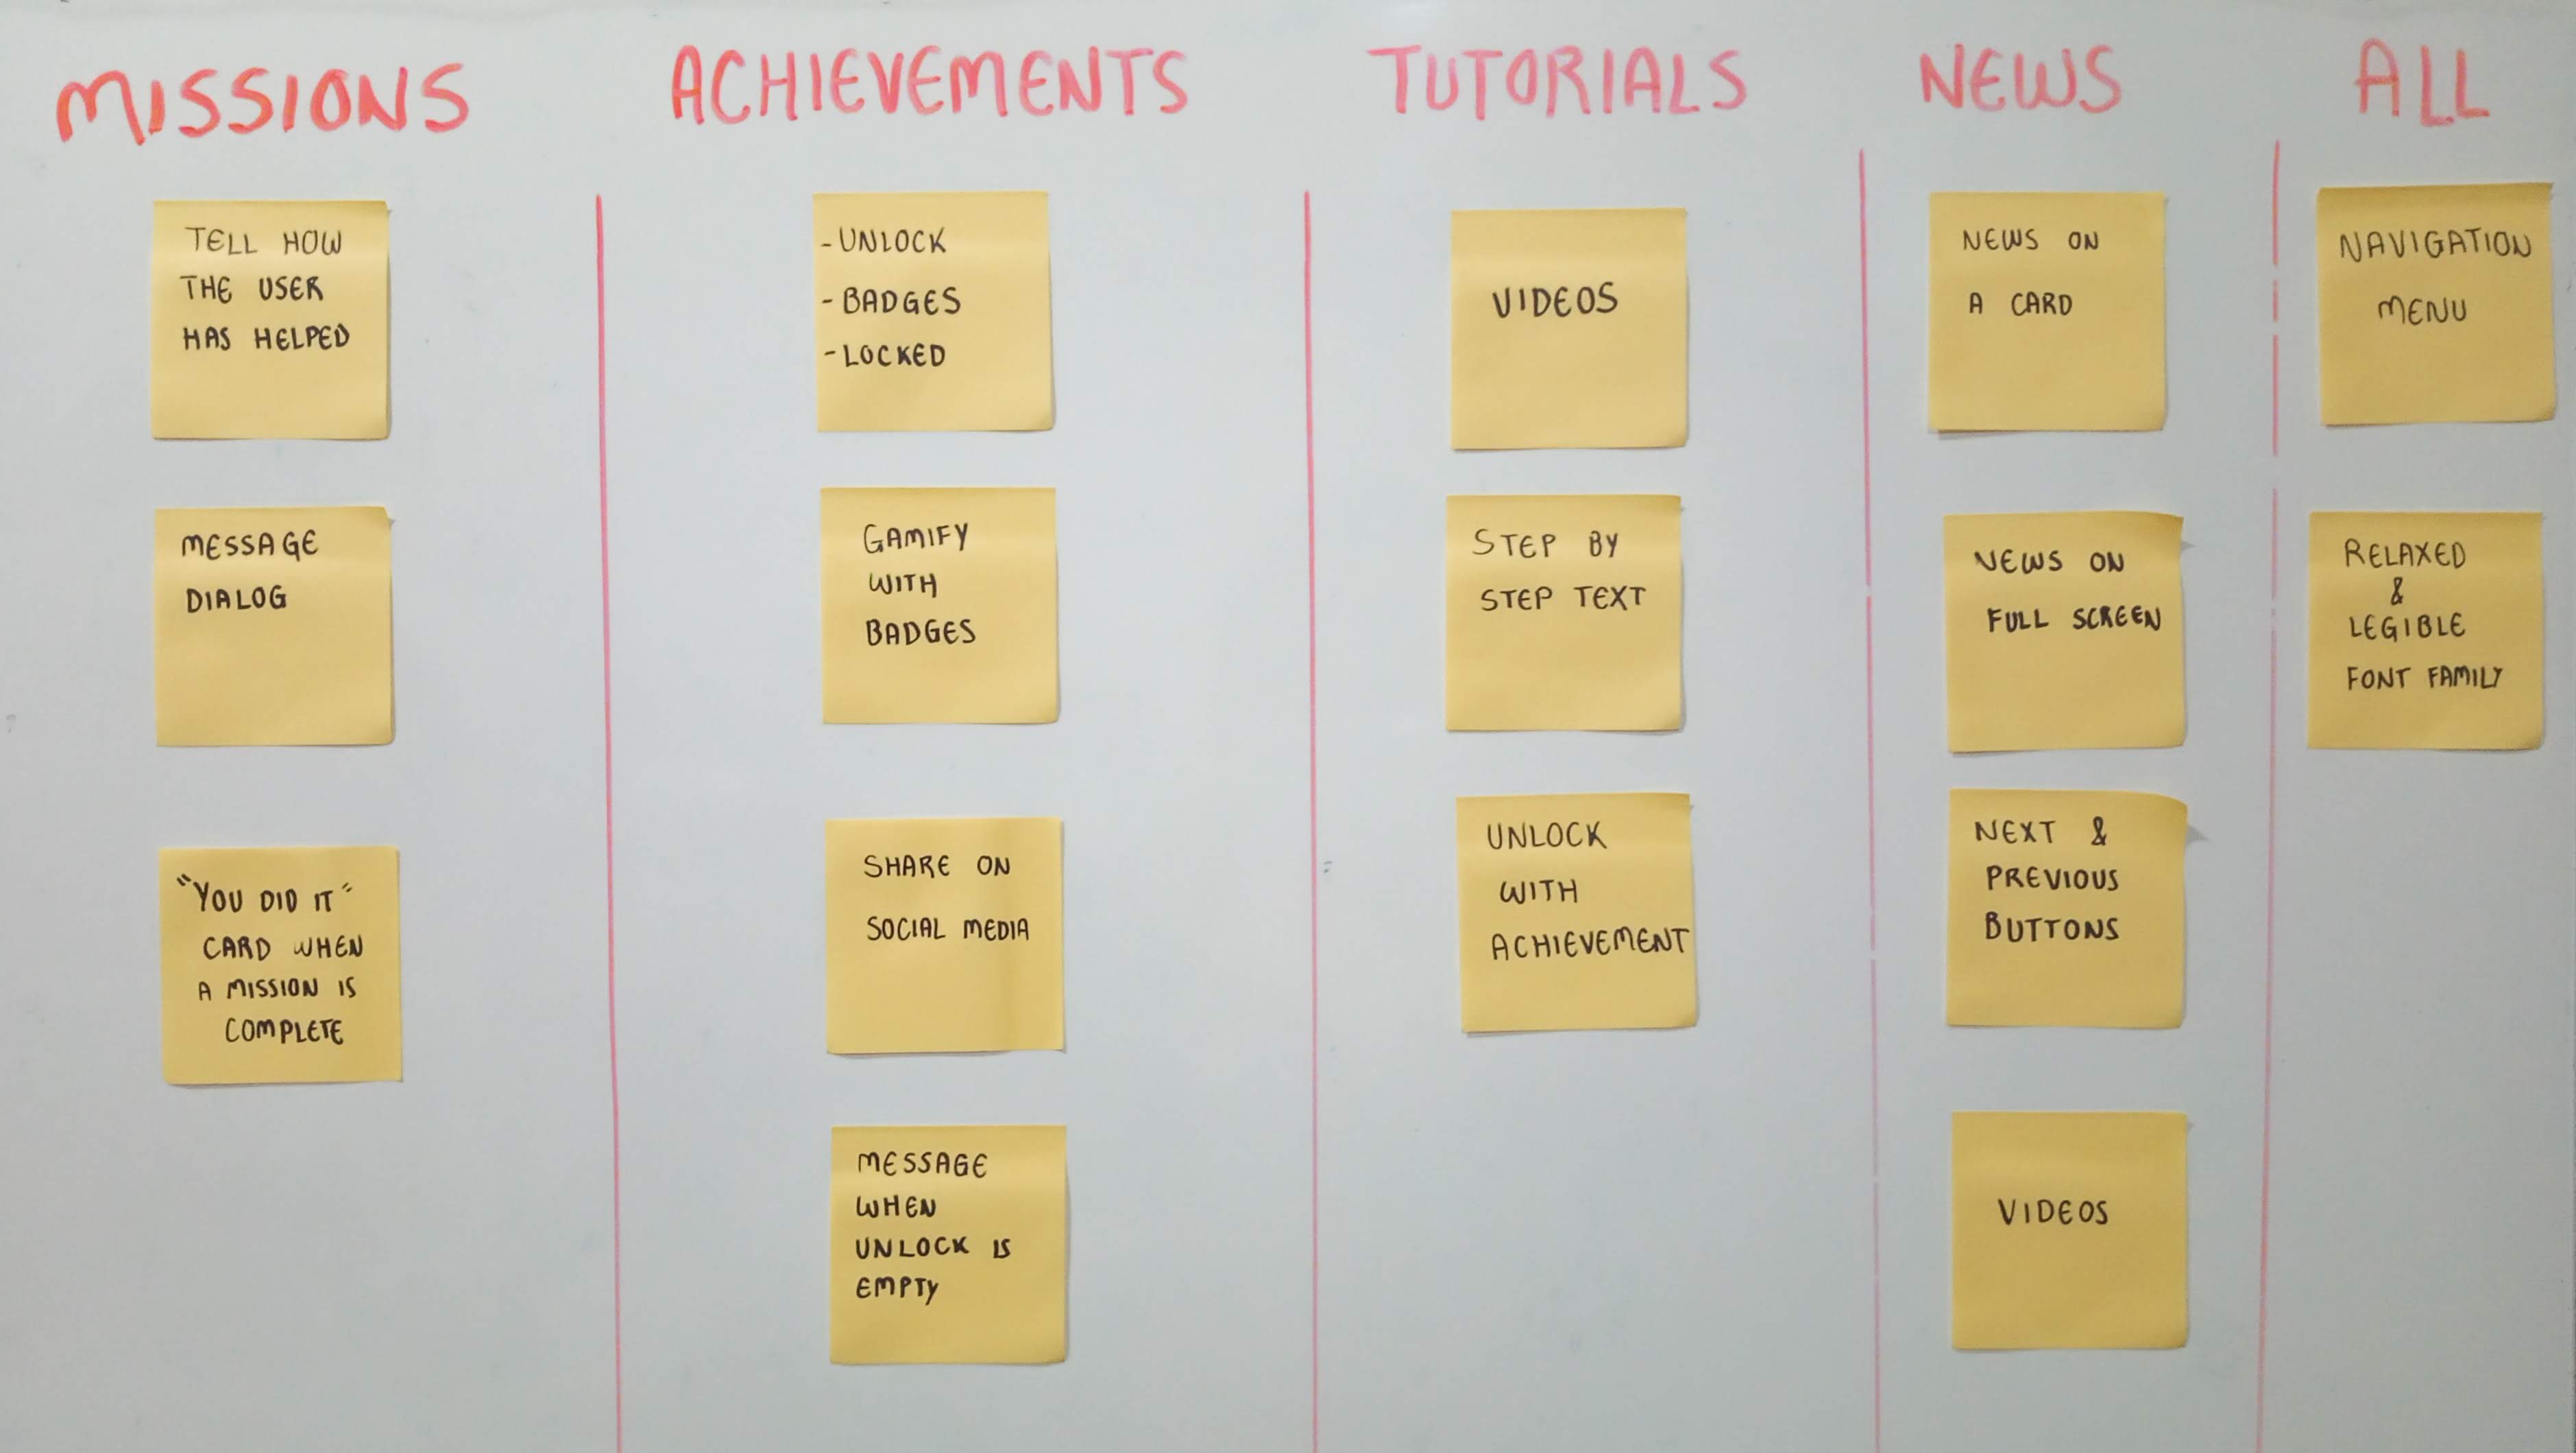 MISSIONS
TELL HOW
THE USER
HAS HELPED
MESSAGE
DIALOG
"YOU DID IT"
CARD WHEN
A MISSION IS
COMPLETE
ACHIEVEMENTS
- UNLOCK
- BADGES
- LOCKED
GAMIFY
WITH
BADGES
SHARE ON
SOCIAL MEDIA
MESSAGE
WHEN
UNLOCK IS
EMPTY
TUTORIALS
VIDEOS
STEP BY
STEP TEXT
UNLOCK
WITH
ACHIEVEMENT
NEWS
NEWS ON
A CARD
NEWS ON
FULL SCREEN
NEXT &
PREVIOUS
BUTTONS
VIDEOS
ALL
NAVIGATION
MENU
RELAXED
&
LEGIBLE
FONT FAMILY